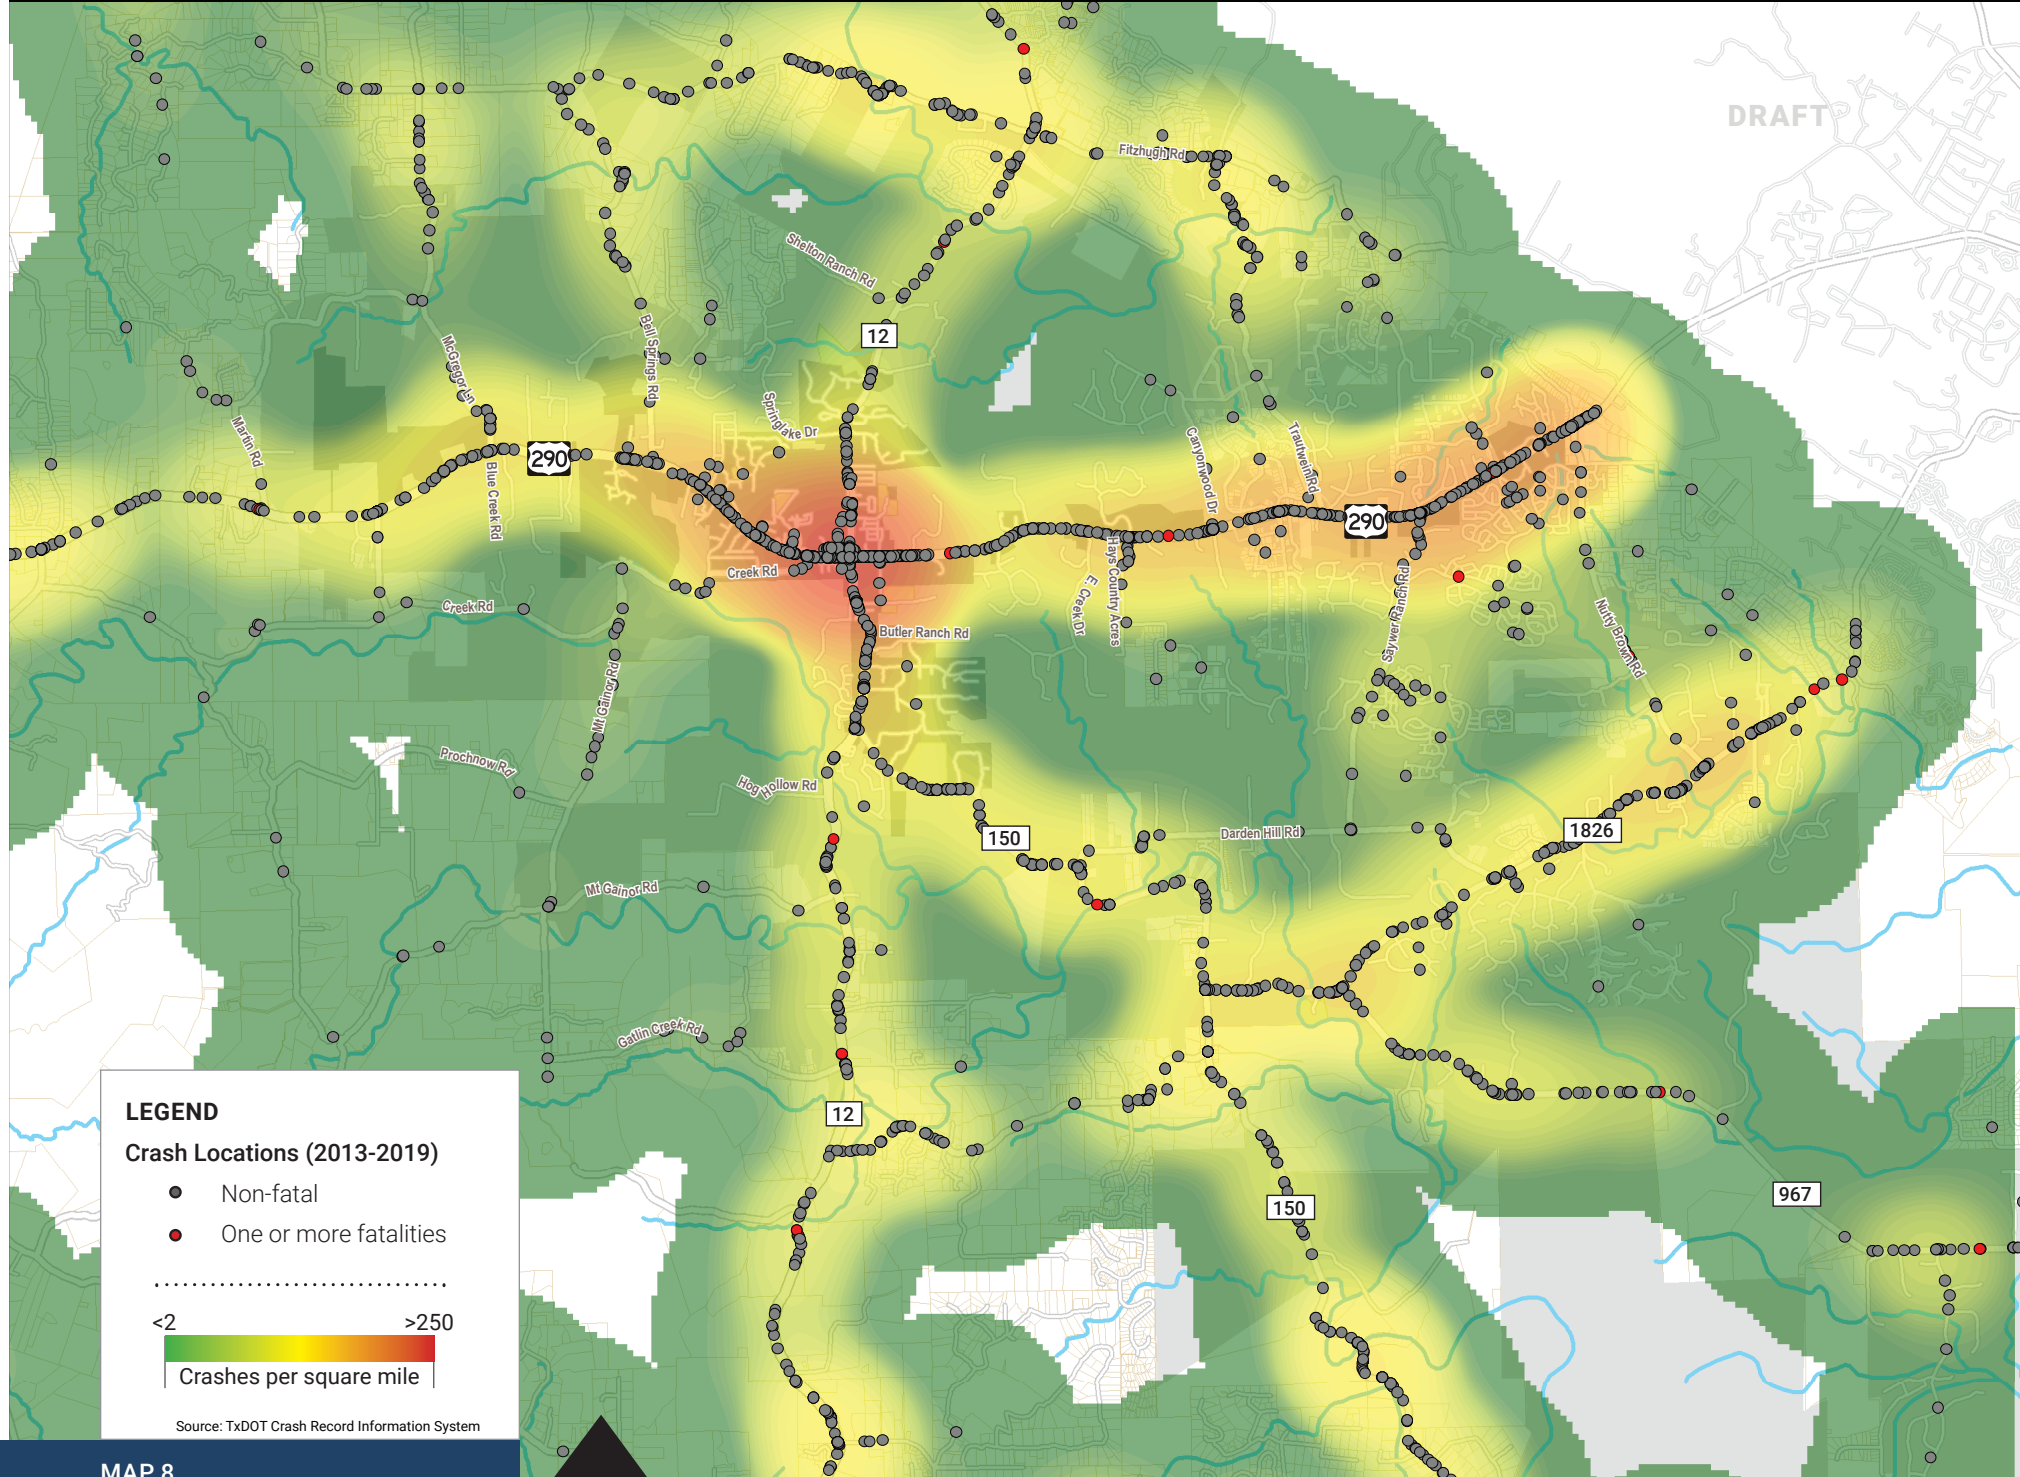 DRAFT
Fitzhugh Rd
Shelton Ranch Rd
12
McGregor Ln
Bell Springs Rd
Springlake Dr
Martin Rd
290
Blue Creek Rd
Canyonwood Dr
Trautwein Rd
290
Creek Rd
Creek Rd
Hays Country Acres
E. Creek Dr
Saywer Ranch Rd
Nutty Brown Rd
Butler Ranch Rd
Mt Gainor Rd
Prochnow Rd
Hog Hollow Rd
150
Darden Hill Rd
1826
Mt Gainor Rd
Gatlin Creek Rd
12
150
967
LEGEND
Crash Locations (2013-2019)
Non-fatal
One or more fatalities
<2 >250
Crashes per square mile
Source: TxDOT Crash Record Information System
MAP 8